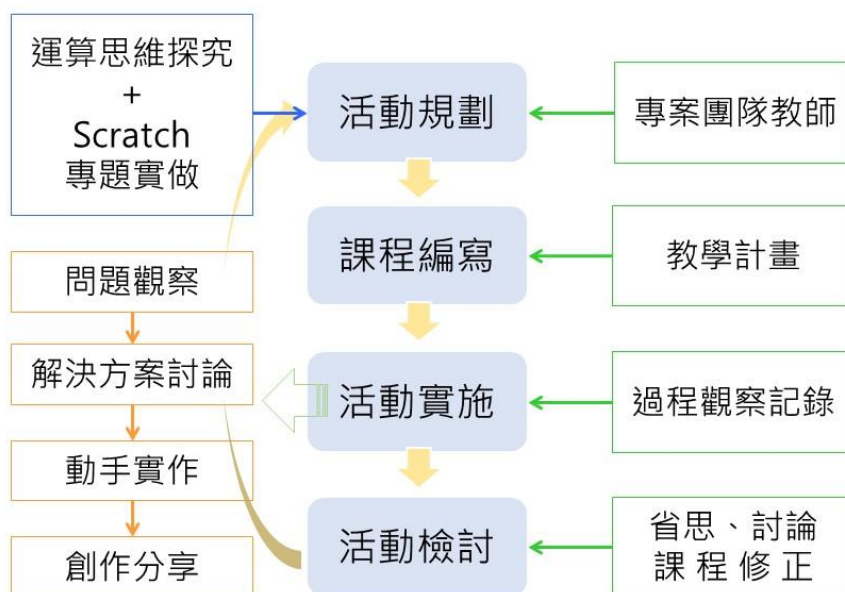 運算思維探究
+
Scratch
專題實做
問題觀察
解決方案討論
動手實作
創作分享
活動規劃
課程編寫
活動實施
活動檢討
專案團隊教師
教學計畫
過程觀察記錄
省思、討論
課程修正